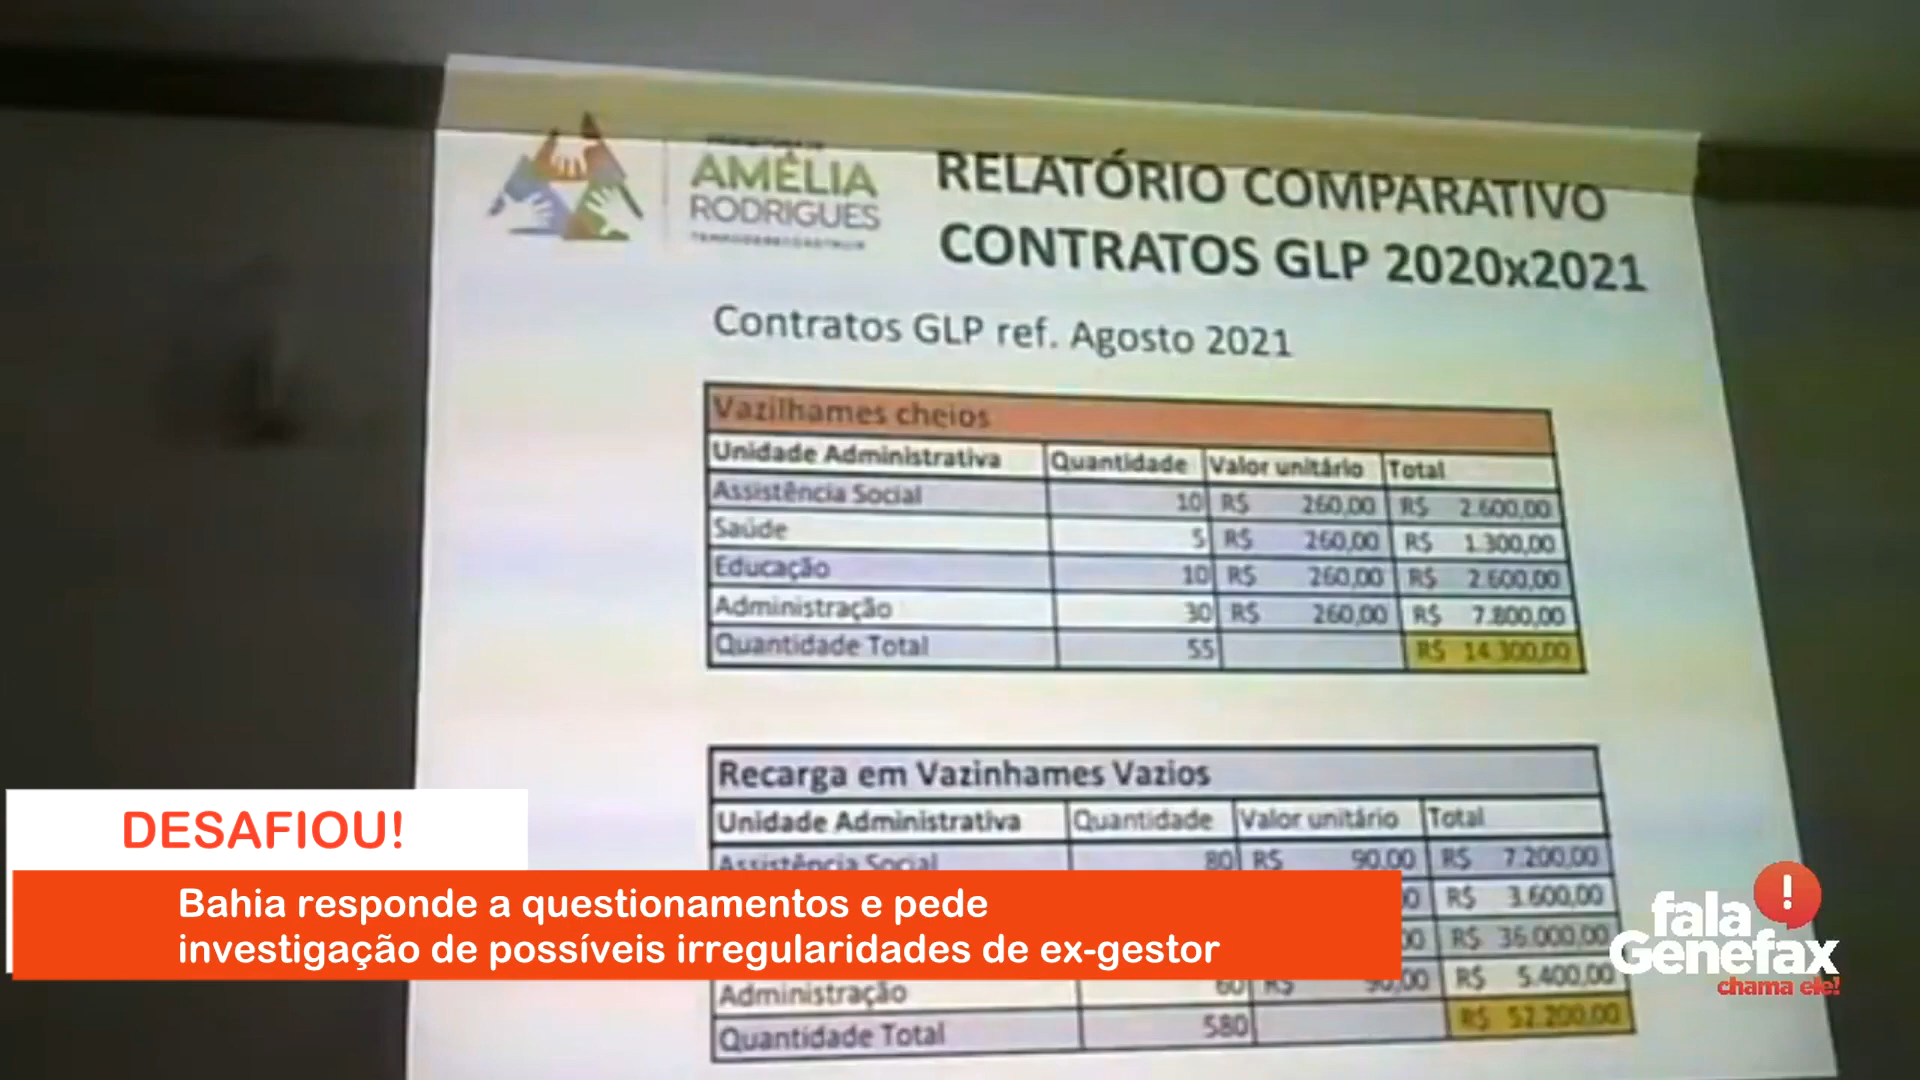 AMÉLIA
RODRIGUES
RELATÓRIO COMPARATIVO
CONTRATOS GLP 2020x2021
Contratos GLP ref. Agosto 2021
Vazilhames cheios
Unidade Administrativa Quantidade Valor unitário Total
Assistência Social 10 R$ 260,00 R$ 2.600,00
Saúde 5 R$ 260,00 R$ 1.300,00
Educação 10 R$ 260,00 R$ 2.600,00
Administração 30 R$ 260,00 R$ 7.800,00
Quantidade Total 55 R$ 14.300,00
Recarga em Vazinhames Vazios
Unidade Administrativa Quantidade Valor unitário Total
Assistência Social 80 R$ 90,00 R$ 7.200,00
R$ 3.600,00
R$ 36.000,00
Administração 60 R$ 90,00 R$ 5.400,00
Quantidade Total 580 R$ 52.200,00
DESAFIOU!
Bahia responde a questionamentos e pede
investigação de possíveis irregularidades de ex-gestor
fala
Genefax
chama ele!